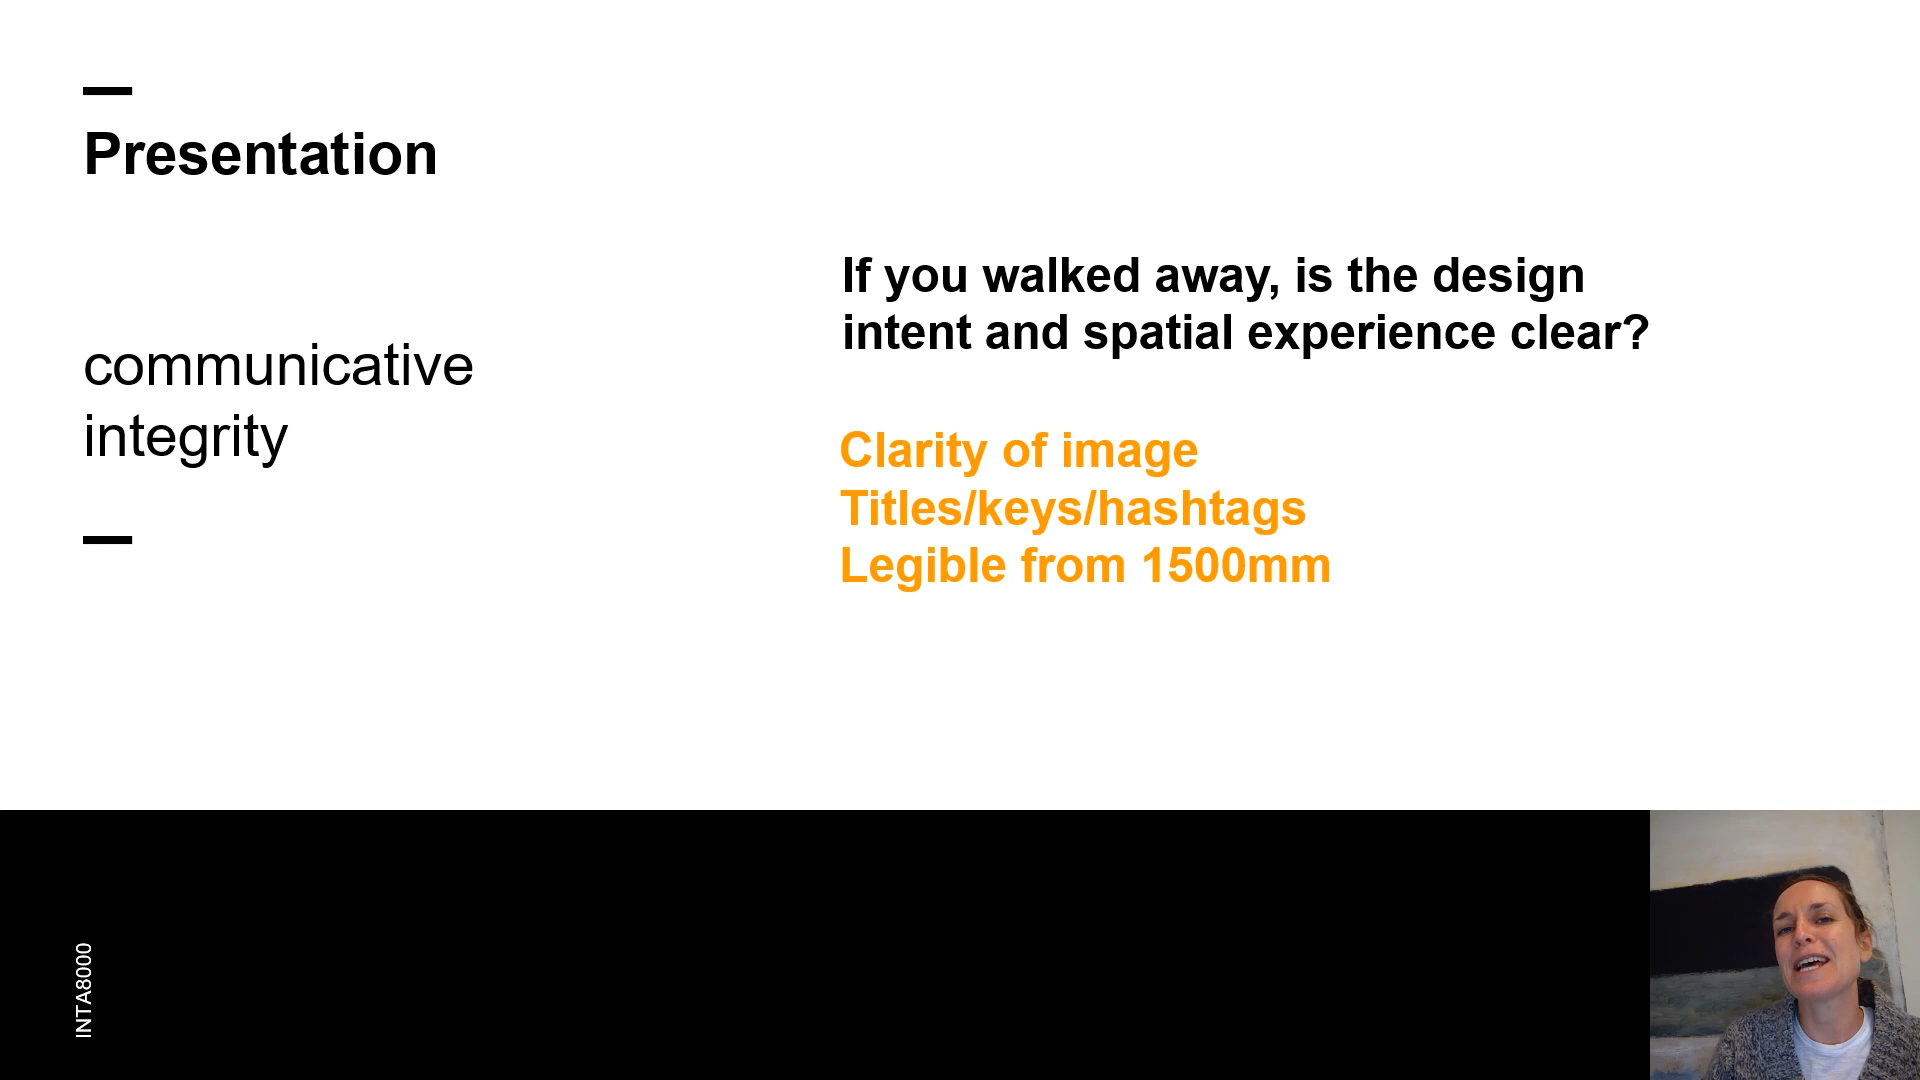 Presentation
communicative
integrity
If you walked away, is the design
intent and spatial experience clear?
Clarity of image
Titles/keys/hashtags
Legible from 1500mm
INTA8000